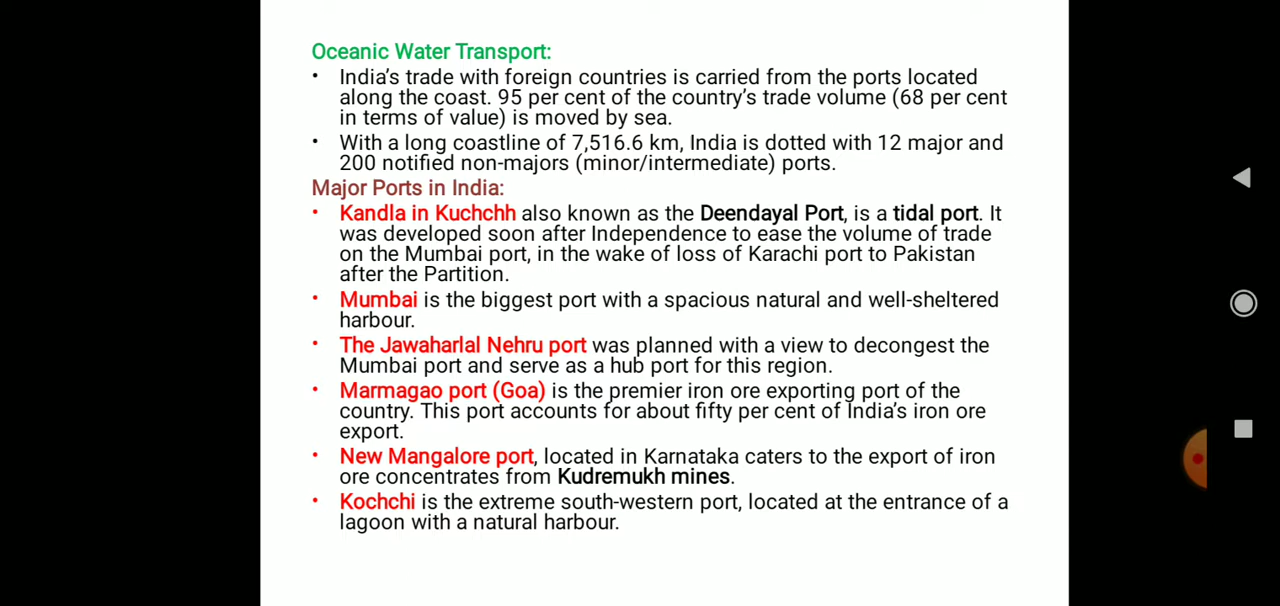 Oceanic Water Transport:
• India's trade with foreign countries is carried from the ports located
along the coast. 95 per cent of the country's trade volume (68 per cent
in terms of value) is moved by sea.
• With a long coastline of 7,516.6 km, India is dotted with 12 major and
200 notified non-majors (minor/intermediate) ports.
Major Ports in India:
• Kandla in Kuchchh also known as the Deendayal Port, is a tidal port. It
was developed soon after Independence to ease the volume of trade
on the Mumbai port, in the wake of loss of Karachi port to Pakistan
after the Partition.
• Mumbai is the biggest port with a spacious natural and well-sheltered
harbour.
• The Jawaharlal Nehru port was planned with a view to decongest the
Mumbai port and serve as a hub port for this region.
• Marmagao port (Goa) is the premier iron ore exporting port of the
country. This port accounts for about fifty per cent of India's iron ore
export.
• New Mangalore port, located in Karnataka caters to the export of iron
ore concentrates from Kudremukh mines.
• Kochchi is the extreme south-western port, located at the entrance of a
lagoon with a natural harbour.